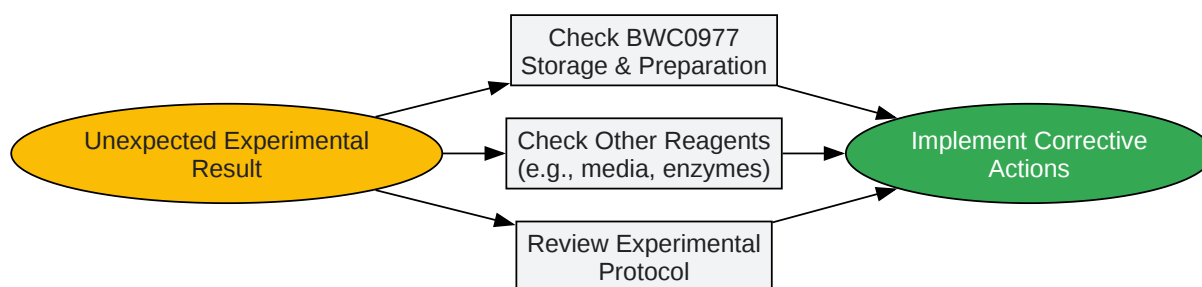 Unexpected Experimental
Result
Check BWC0977
Storage & Preparation
Check Other Reagents
(e.g., media, enzymes)
Review Experimental
Protocol
Implement Corrective
Actions